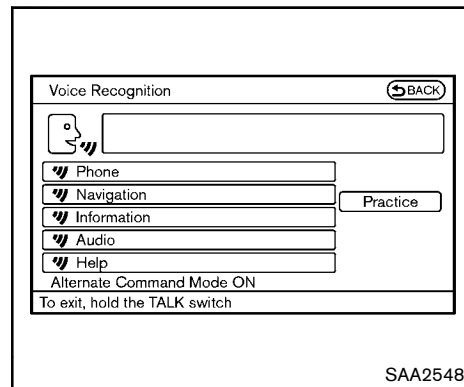 Voice Recognition
BACK
Phone
Navigation
Practice
Information
Audio
Help
Alternate Command Mode ON
To exit, hold the TALK switch
SAA2548